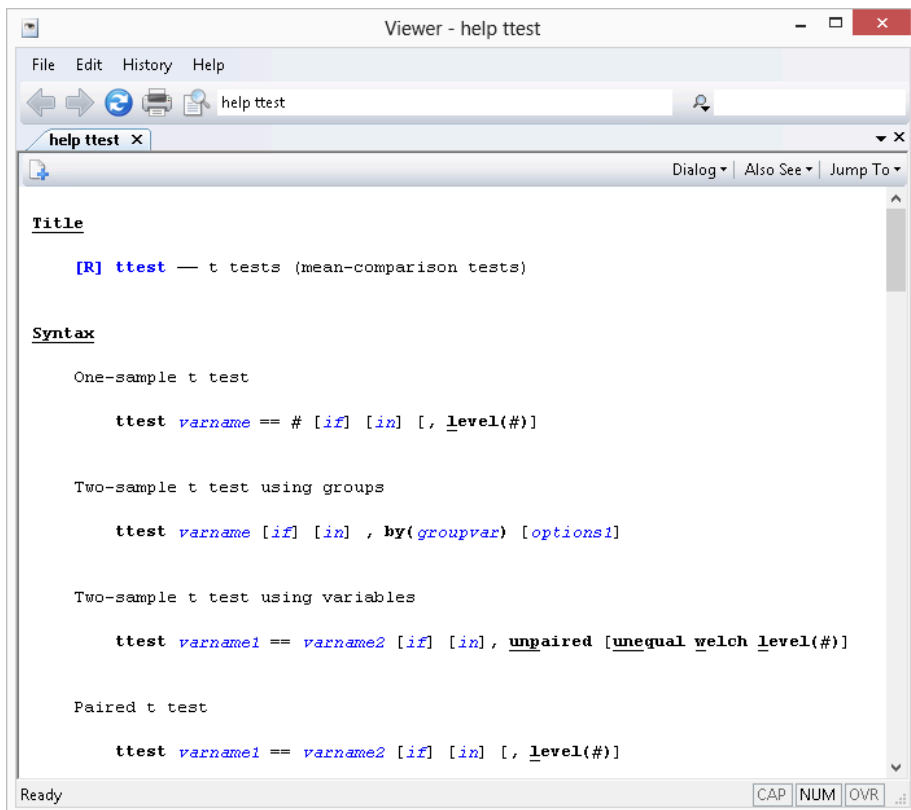 Viewer - help ttest
File Edit History Help
help ttest
help ttest
Dialog Also See Jump To
Title
[R] ttest — t tests (mean-comparison tests)
Syntax
One-sample t test
ttest varname == # [if] [in] [, level(#)]
Two-sample t test using groups
ttest varname [if] [in] , by(groupvar) [options1]
Two-sample t test using variables
ttest varname1 == varname2 [if] [in], unpaired [unequal welch level(#)]
Paired t test
ttest varname1 == varname2 [if] [in] [, level(#)]
Ready CAP NUM OVR